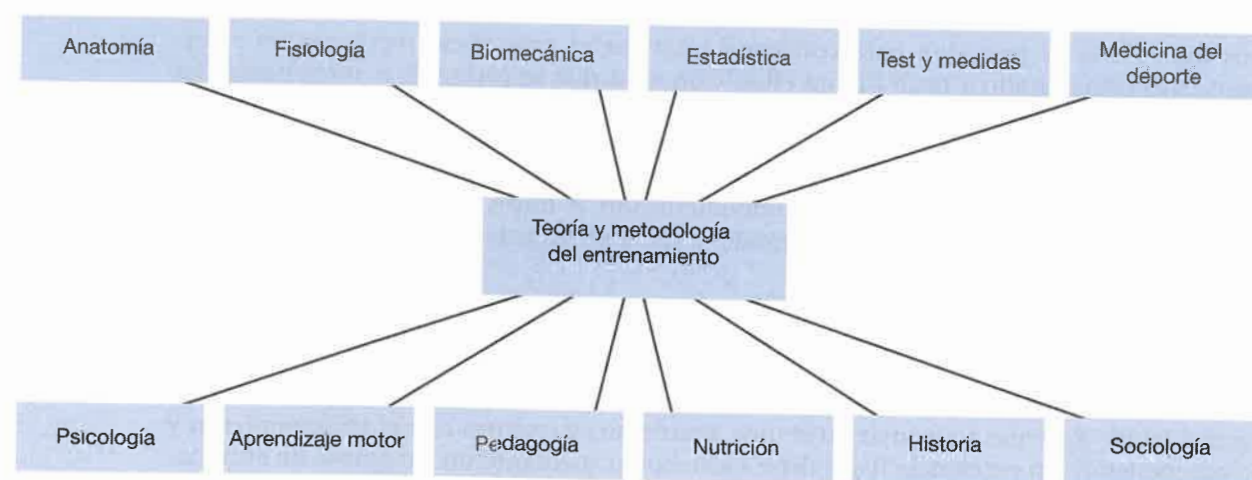 Anatomía
Fisiología
Biomecánica
Estadística
Test y medidas
Medicina del
deporte
Teoría y metodología
del entrenamiento
Psicología
Aprendizaje motor
Pedagogía
Nutrición
Historia
Sociología